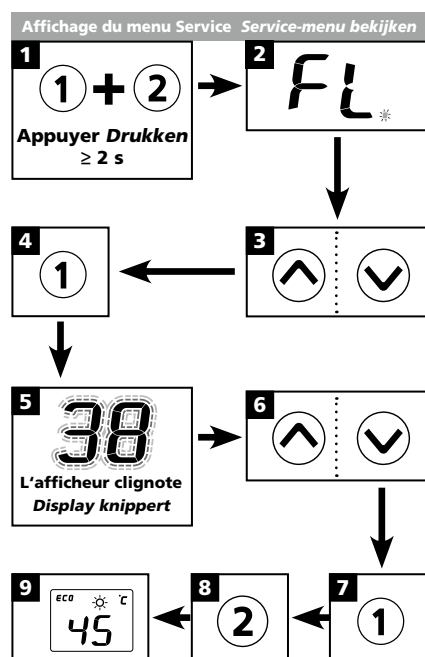 Affichage du menu Service Service-menu bekijken
1
1 + 2
Appuyer Drukken
≥ 2 s
2
FL
3
4
1
5
38
L'afficheur clignote
Display knippert
6
7
1
8
2
9
eco °C
45